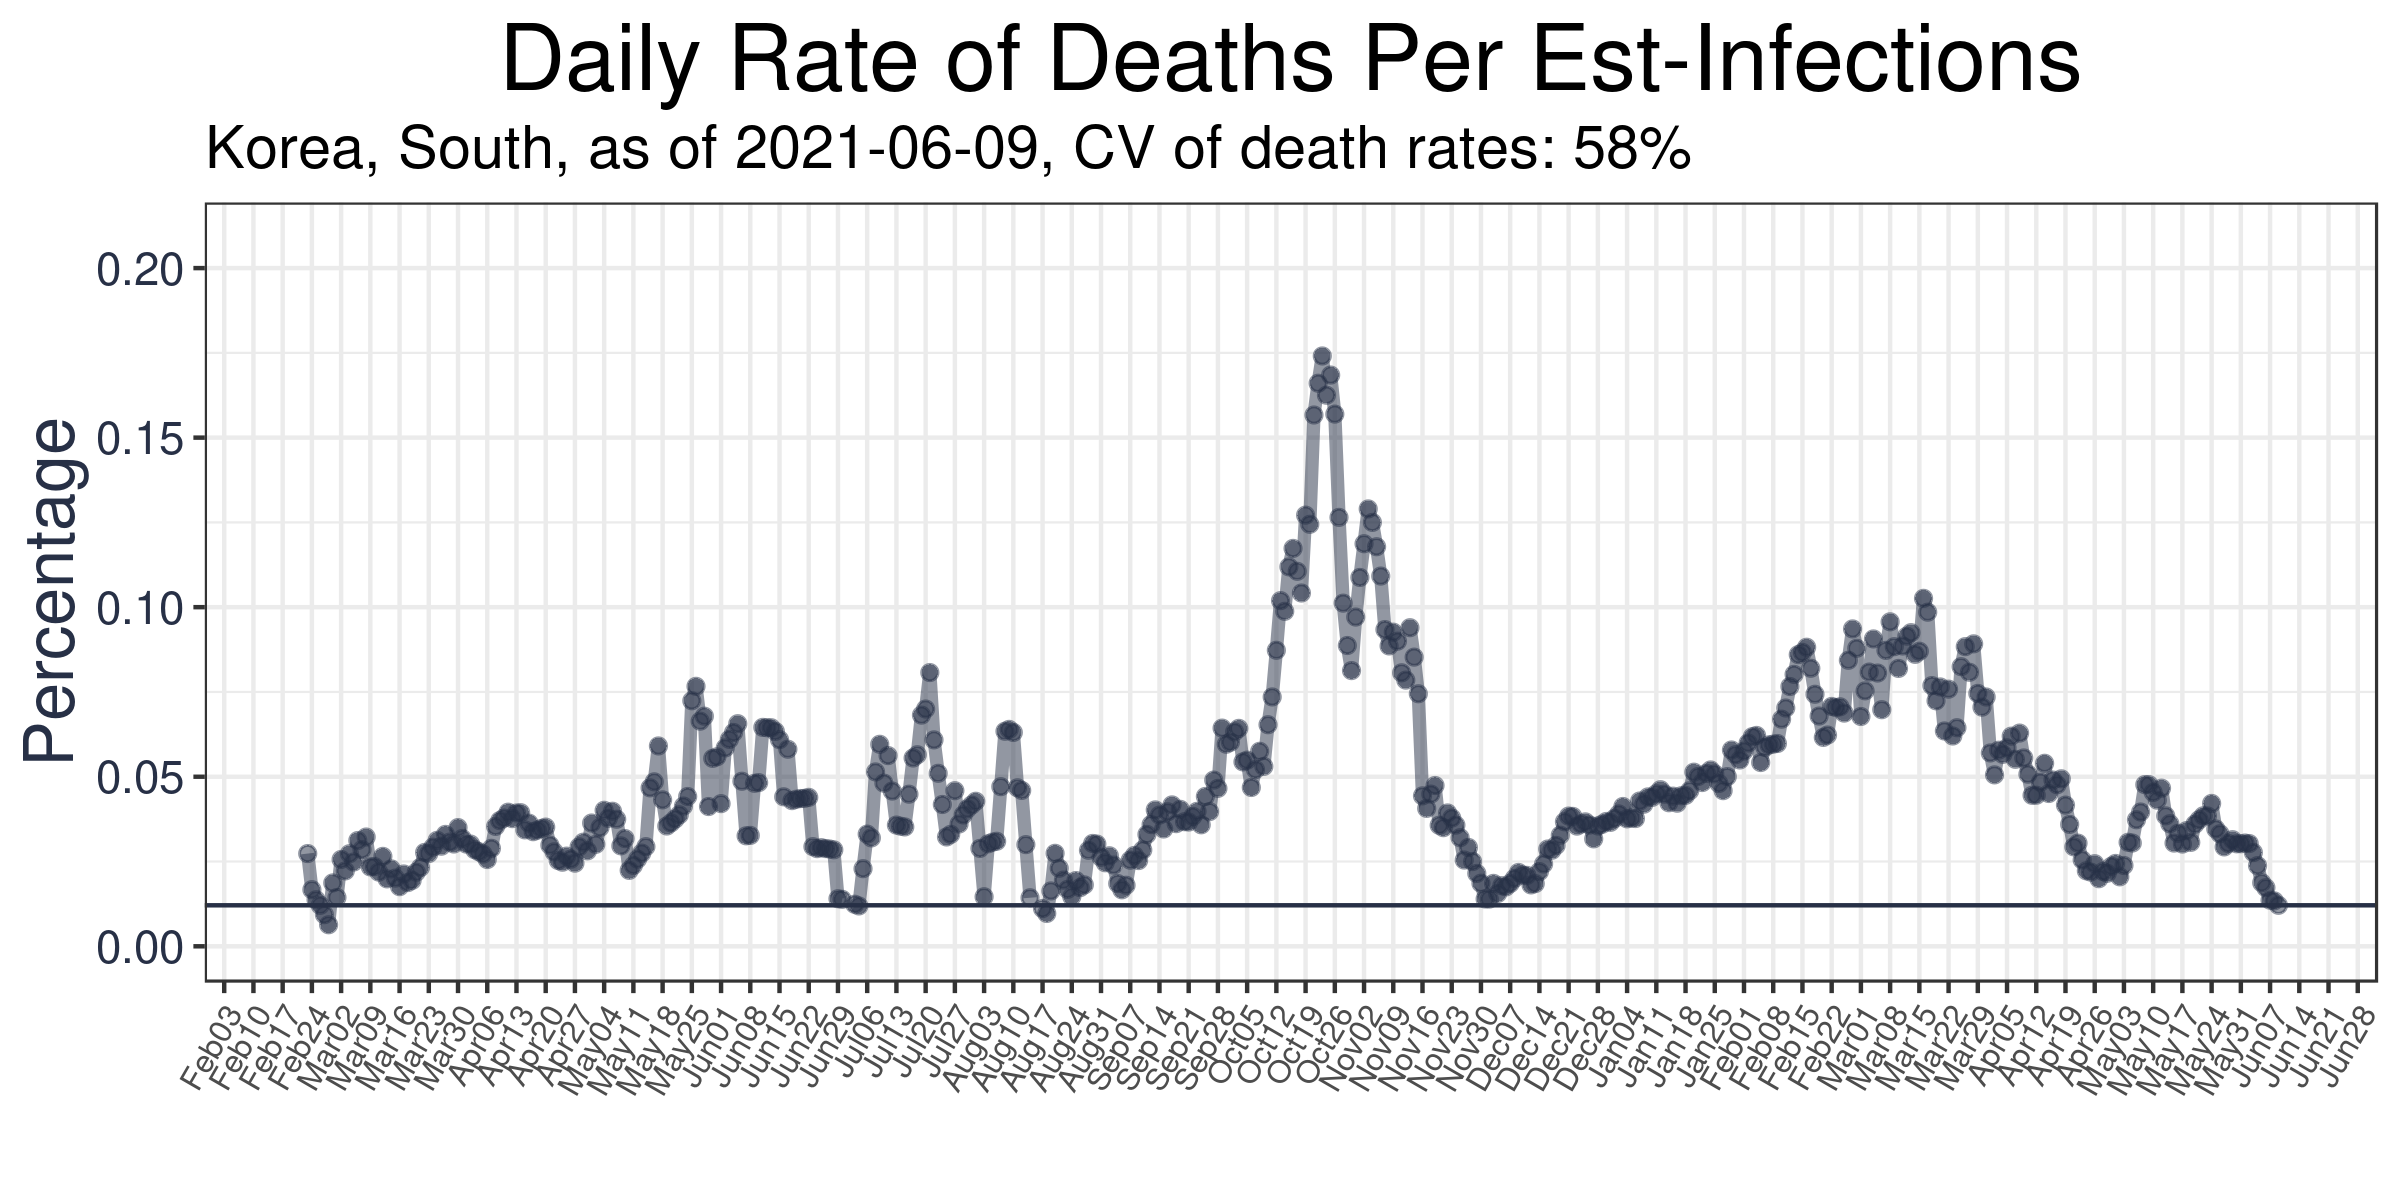 Daily Rate of Deaths Per Est-Infections
Korea, South, as of 2021-06-09, CV of death rates: 58%
Percentage
0.20
0.15
0.10
0.05
0.00
Feb03
Feb10
Feb17
Feb24
Mar02
Mar09
Mar16
Mar23
Mar30
Apr06
Apr13
Apr20
Apr27
May04
May11
May18
May25
Jun01
Jun08
Jun15
Jun22
Jun29
Jul06
Jul13
Jul20
Jul27
Aug03
Aug10
Aug17
Aug24
Aug31
Sep07
Sep14
Sep21
Sep28
Oct05
Oct12
Oct19
Oct26
Nov02
Nov09
Nov16
Nov23
Nov30
Dec07
Dec14
Dec21
Dec28
Jan04
Jan11
Jan18
Jan25
Feb01
Feb08
Feb15
Feb22
Mar01
Mar08
Mar15
Mar22
Mar29
Apr05
Apr12
Apr19
Apr26
May03
May10
May17
May24
May31
Jun07
Jun14
Jun21
Jun28